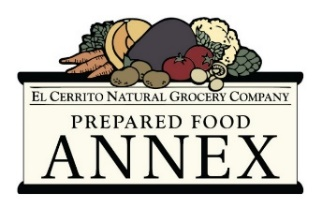 El Cerrito Natural Grocery Company
PREPARED FOOD
ANNEX